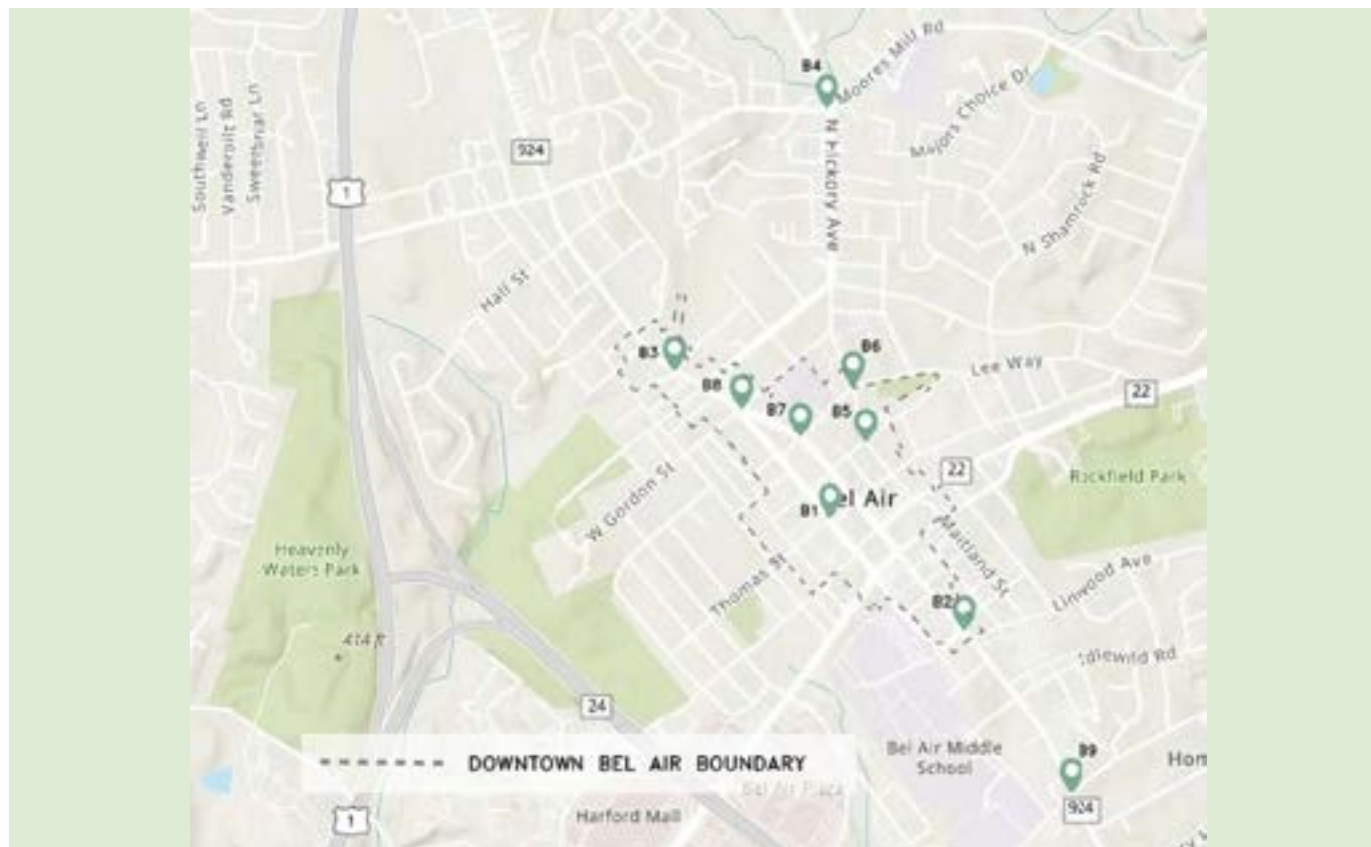 B4
Moores Mill Rd
Majors Choice Dr
Southwell Ln
Vanderbilt Rd
Sweetbriar Ln
924
1
N Hickory Ave
N Shamrock Rd
Hall St
B3
B6
B8
Lee Way
B7
B5
22
22
Rockfield Park
W Gordon St
B1
Bel Air
Maitland St
Heavenly
Waters Park
Thomas St
Linwood Ave
B2
414 ft
Idlewild Rd
24
Bel Air Middle
School
B9
Hom
DOWNTOWN BEL AIR BOUNDARY
Bel Air Plaza
924
1
Harford Mall